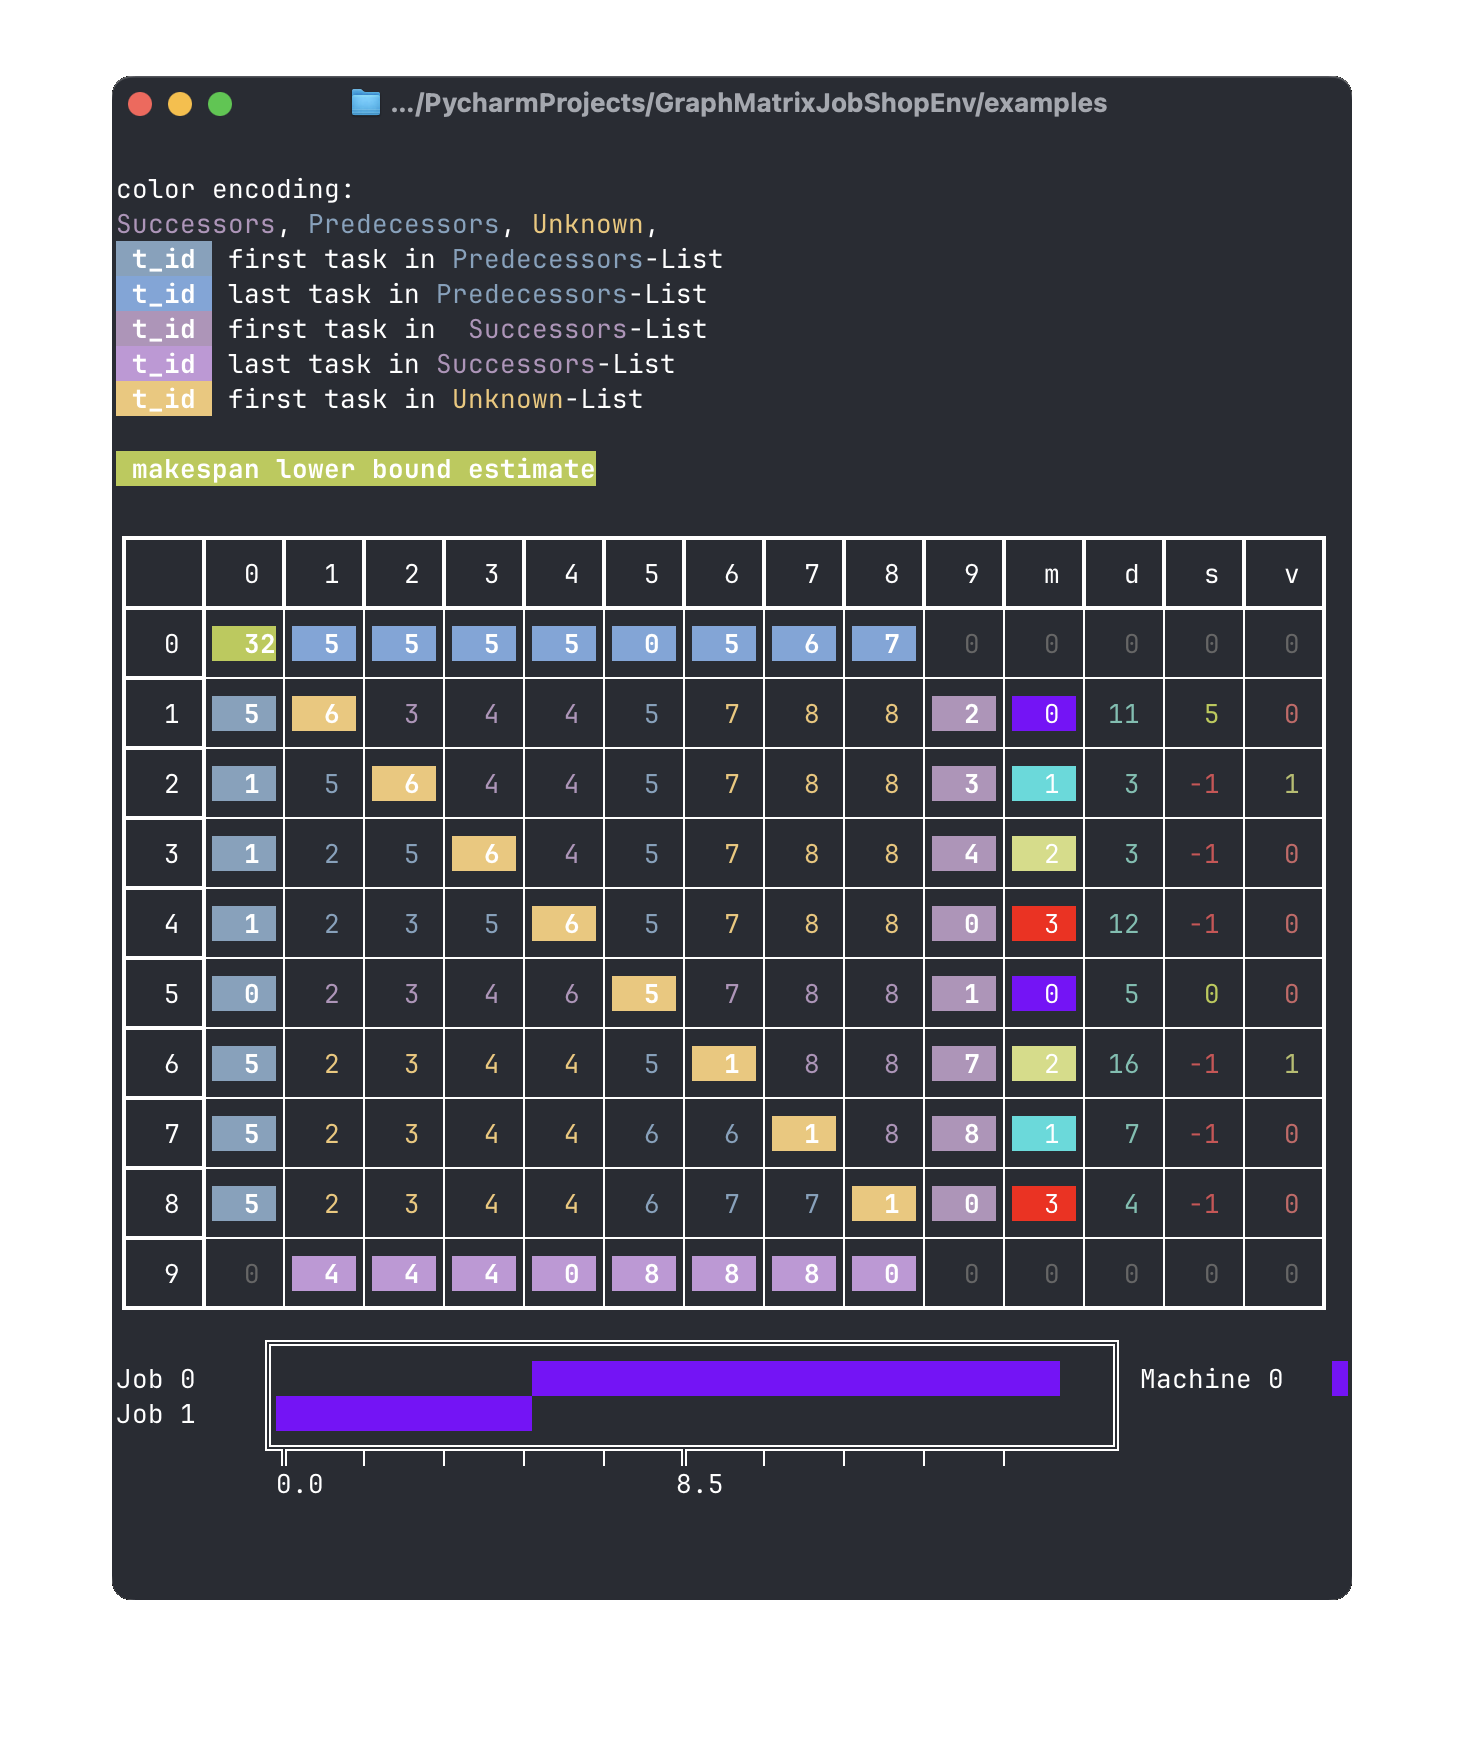 .../PycharmProjects/GraphMatrixJobShopEnv/examples
color encoding:
Successors, Predecessors, Unknown,
t_id first task in Predecessors-List
t_id last task in Predecessors-List
t_id first task in  Successors-List
t_id last task in Successors-List
t_id first task in Unknown-List
makespan lower bound estimate
0 1 2 3 4 5 6 7 8 9 m d s v
0 32 5 5 5 5 0 5 6 7 0 0 0 0 0
1 5 6 3 4 4 5 7 8 8 2 0 11 5 0
2 1 5 6 4 4 5 7 8 8 3 1 3 -1 1
3 1 2 5 6 4 5 7 8 8 4 2 3 -1 0
4 1 2 3 5 6 5 7 8 8 0 3 12 -1 0
5 0 2 3 4 6 5 7 8 8 1 0 5 0 0
6 5 2 3 4 4 5 1 8 8 7 2 16 -1 1
7 5 2 3 4 4 6 6 1 8 8 1 7 -1 0
8 5 2 3 4 4 6 7 7 1 0 3 4 -1 0
9 0 4 4 4 0 8 8 8 0 0 0 0 0 0
Job 0 Machine 0
Job 1
0.0 8.5